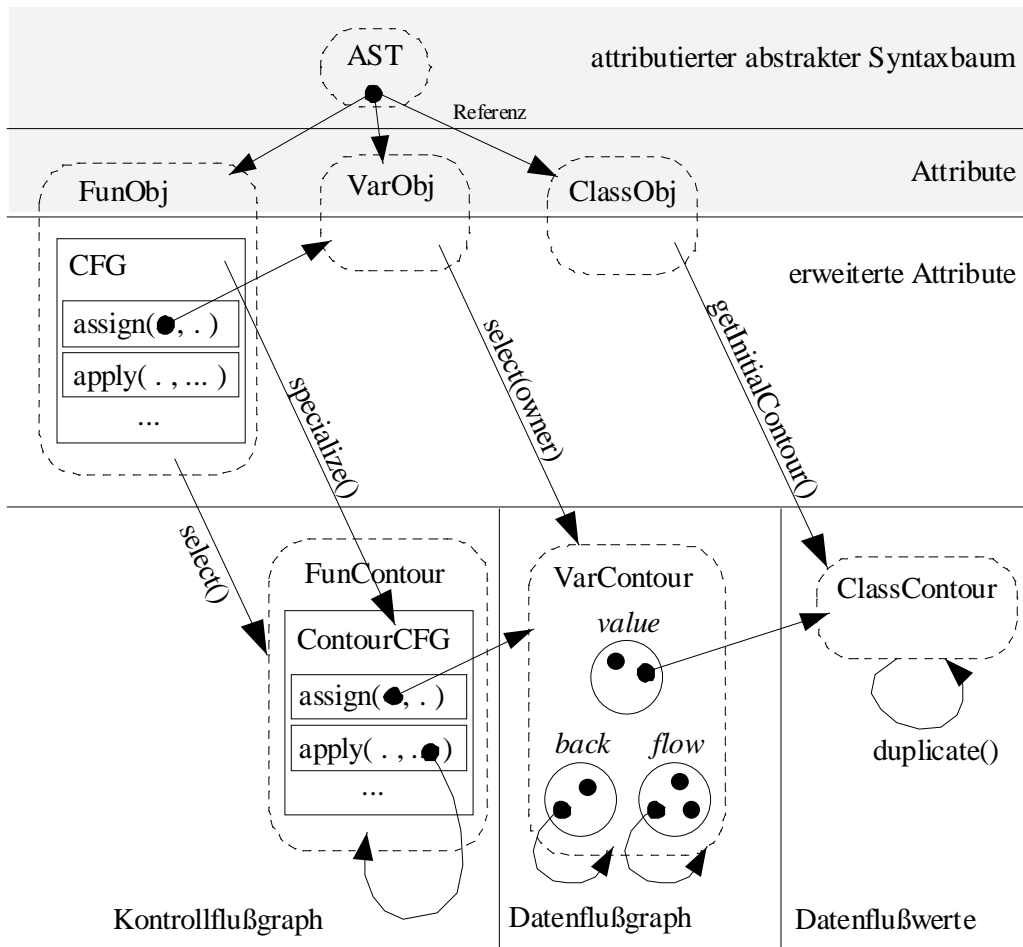 AST
attributierter abstrakter Syntaxbaum
Referenz
Attribute
FunObj
VarObj
ClassObj
erweiterte Attribute
CFG
assign( , . )
apply( . , ... )
...
specialize()
select(owner)
getInitialContour()
select()
FunContour
VarContour
ClassContour
ContourCFG
value
assign( , . )
apply( . , ... )
...
back
flow
duplicate()
Kontrollflußgraph
Datenflußgraph
Datenflußwerte